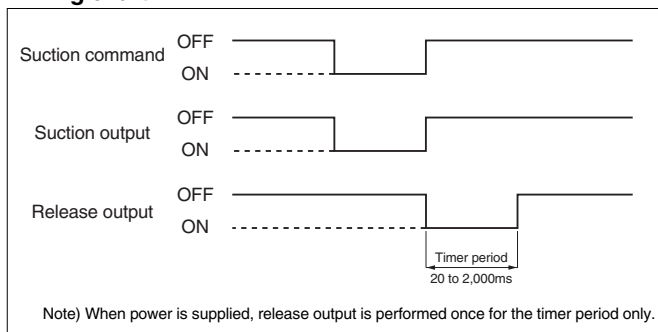 Suction command
OFF
ON
Suction output
OFF
ON
Release output
OFF
ON
Timer period
20 to 2,000ms
Note) When power is supplied, release output is performed once for the timer period only.